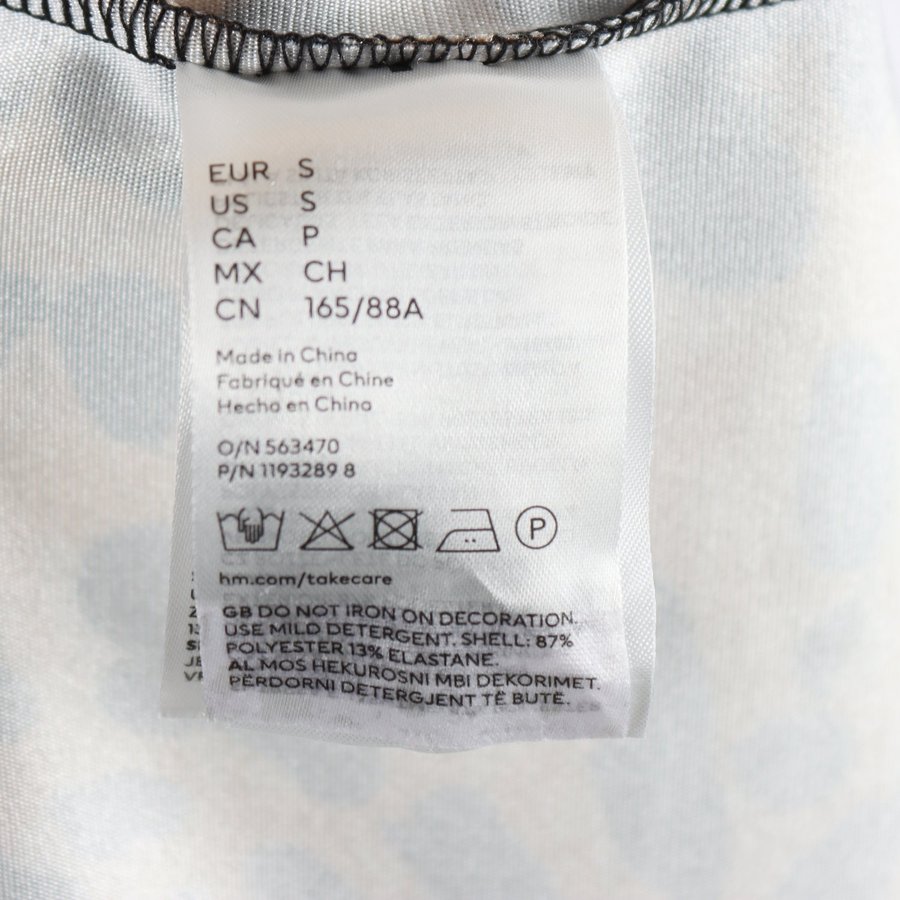 EUR S
US S
CA P
MX CH
CN 165/88A
Made in China
Fabriqué en Chine
Hecho en China
O/N 563470
P/N 1193289 8
P
hm.com/takecare
GB DO NOT IRON ON DECORATION.
USE MILD DETERGENT. SHELL: 87%
POLYESTER 13% ELASTANE.
AL MOS HEKUROSNI MBI DEKORIMET.
PËRDORNI DETERGJENT TË BUTË.